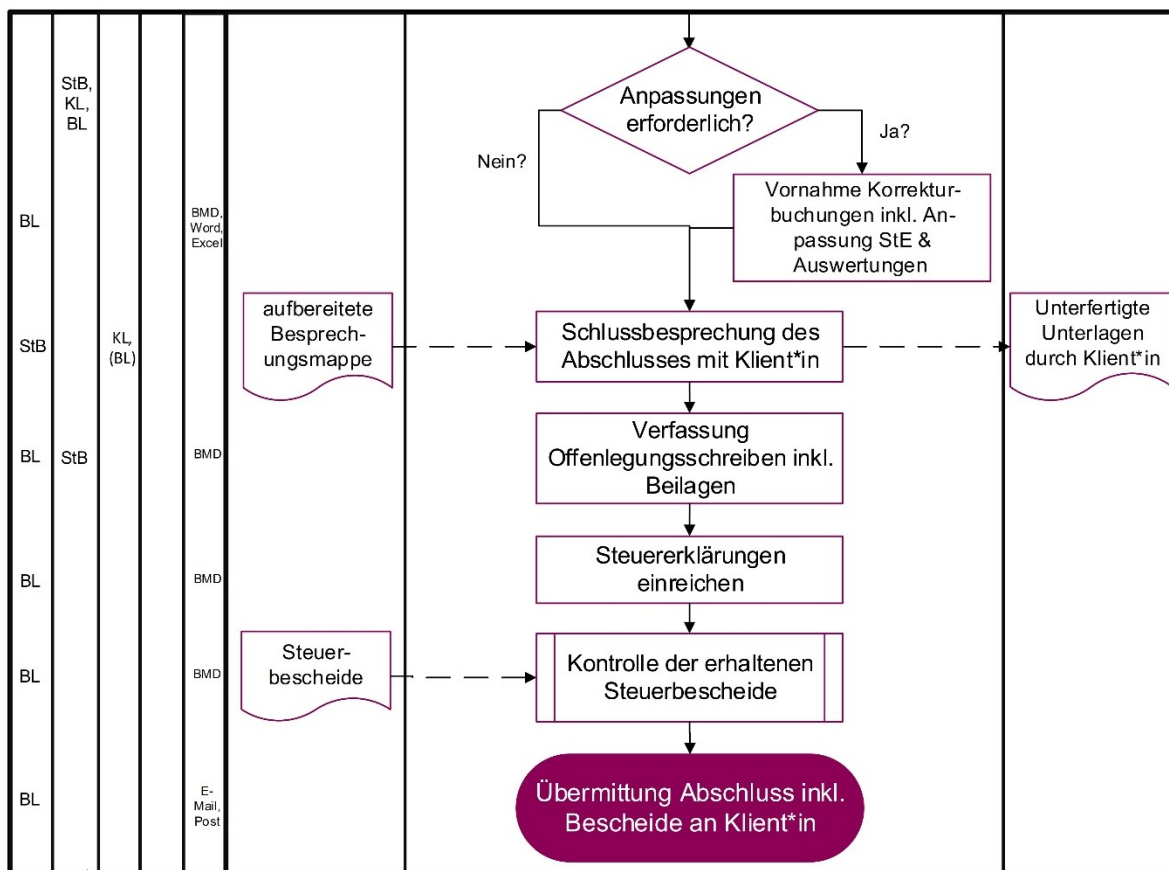 StB,
KL,
BL
Anpassungen
erforderlich?
Nein?
Ja?
BL
BMD,
Word,
Excel
Vornahme Korrektur-
buchungen inkl. An-
passung StE &
Auswertungen
StB
KL,
(BL)
aufbereitete
Besprech-
ungsmappe
Schlussbesprechung des
Abschlusses mit Klient*in
Unterfertigte
Unterlagen
durch Klient*in
BL
StB
BMD
Verfassung
Offenlegungsschreiben inkl.
Beilagen
BL
BMD
Steuererklärungen
einreichen
BL
BMD
Steuer-
bescheide
Kontrolle der erhaltenen
Steuerbescheide
BL
E-
Mail,
Post
Übermittung Abschluss inkl.
Bescheide an Klient*in